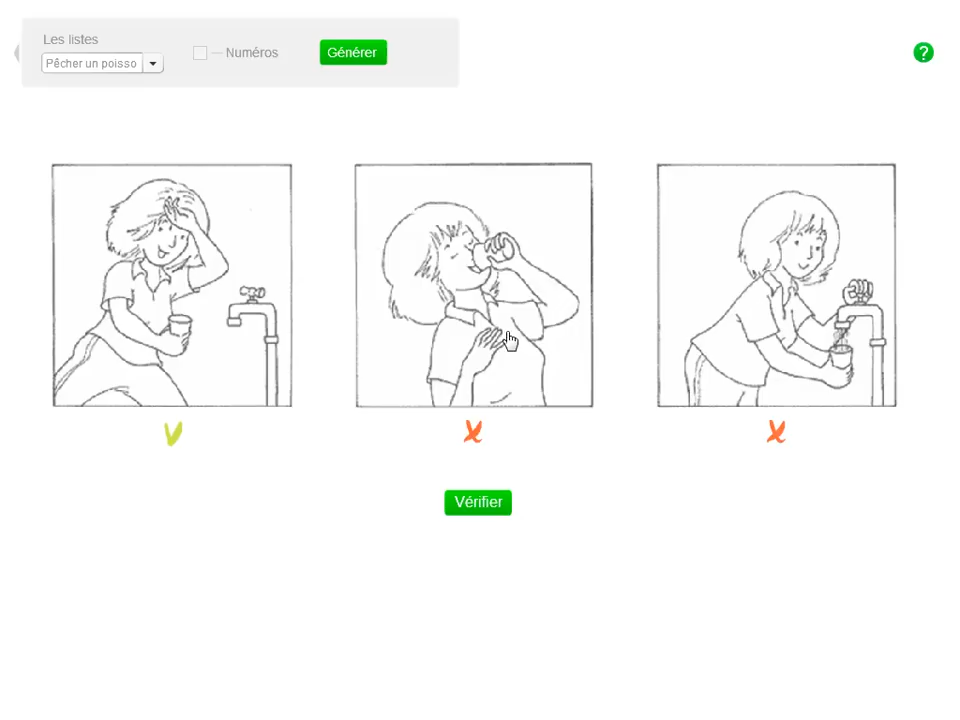 Les listes
Pêcher un poisso
Numéros
Générer
?
Vérifier